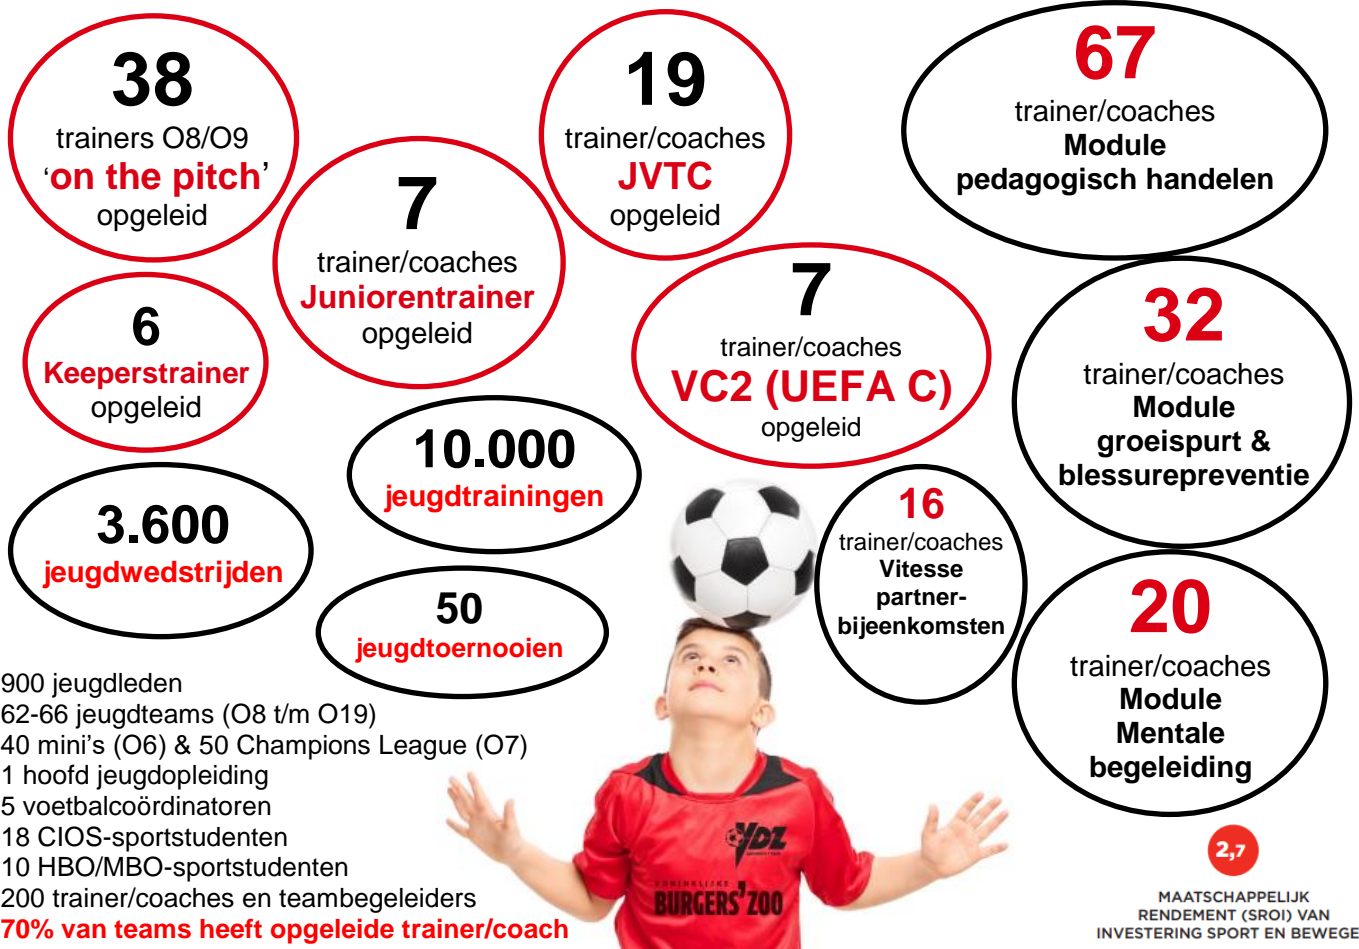 38
trainers O8/O9
‘on the pitch’
opgeleid
19
trainer/coaches
JVTC
opgeleid
67
trainer/coaches
Module
pedagogisch handelen
7
trainer/coaches
Juniorentrainer
opgeleid
6
Keeperstrainer
opgeleid
7
trainer/coaches
VC2 (UEFA C)
opgeleid
32
trainer/coaches
Module
groeispurt &
blessurepreventie
10.000
jeugdtrainingen
3.600
jeugdwedstrijden
16
trainer/coaches
Vitesse
partner-
bijeenkomsten
50
jeugdtoernooien
20
trainer/coaches
Module
Mentale
begeleiding
900 jeugdleden
62-66 jeugdteams (O8 t/m O19)
40 mini’s (O6) & 50 Champions League (O7)
1 hoofd jeugdopleiding
5 voetbalcoördinatoren
18 CIOS-sportstudenten
10 HBO/MBO-sportstudenten
200 trainer/coaches en teambegeleiders
70% van teams heeft opgeleide trainer/coach
VDZ
KONINKLIJKE
BURGERS’ZOO
2,7
MAATSCHAPPELIJK
RENDEMENT (SROI) VAN
INVESTERING SPORT EN BEWEGE